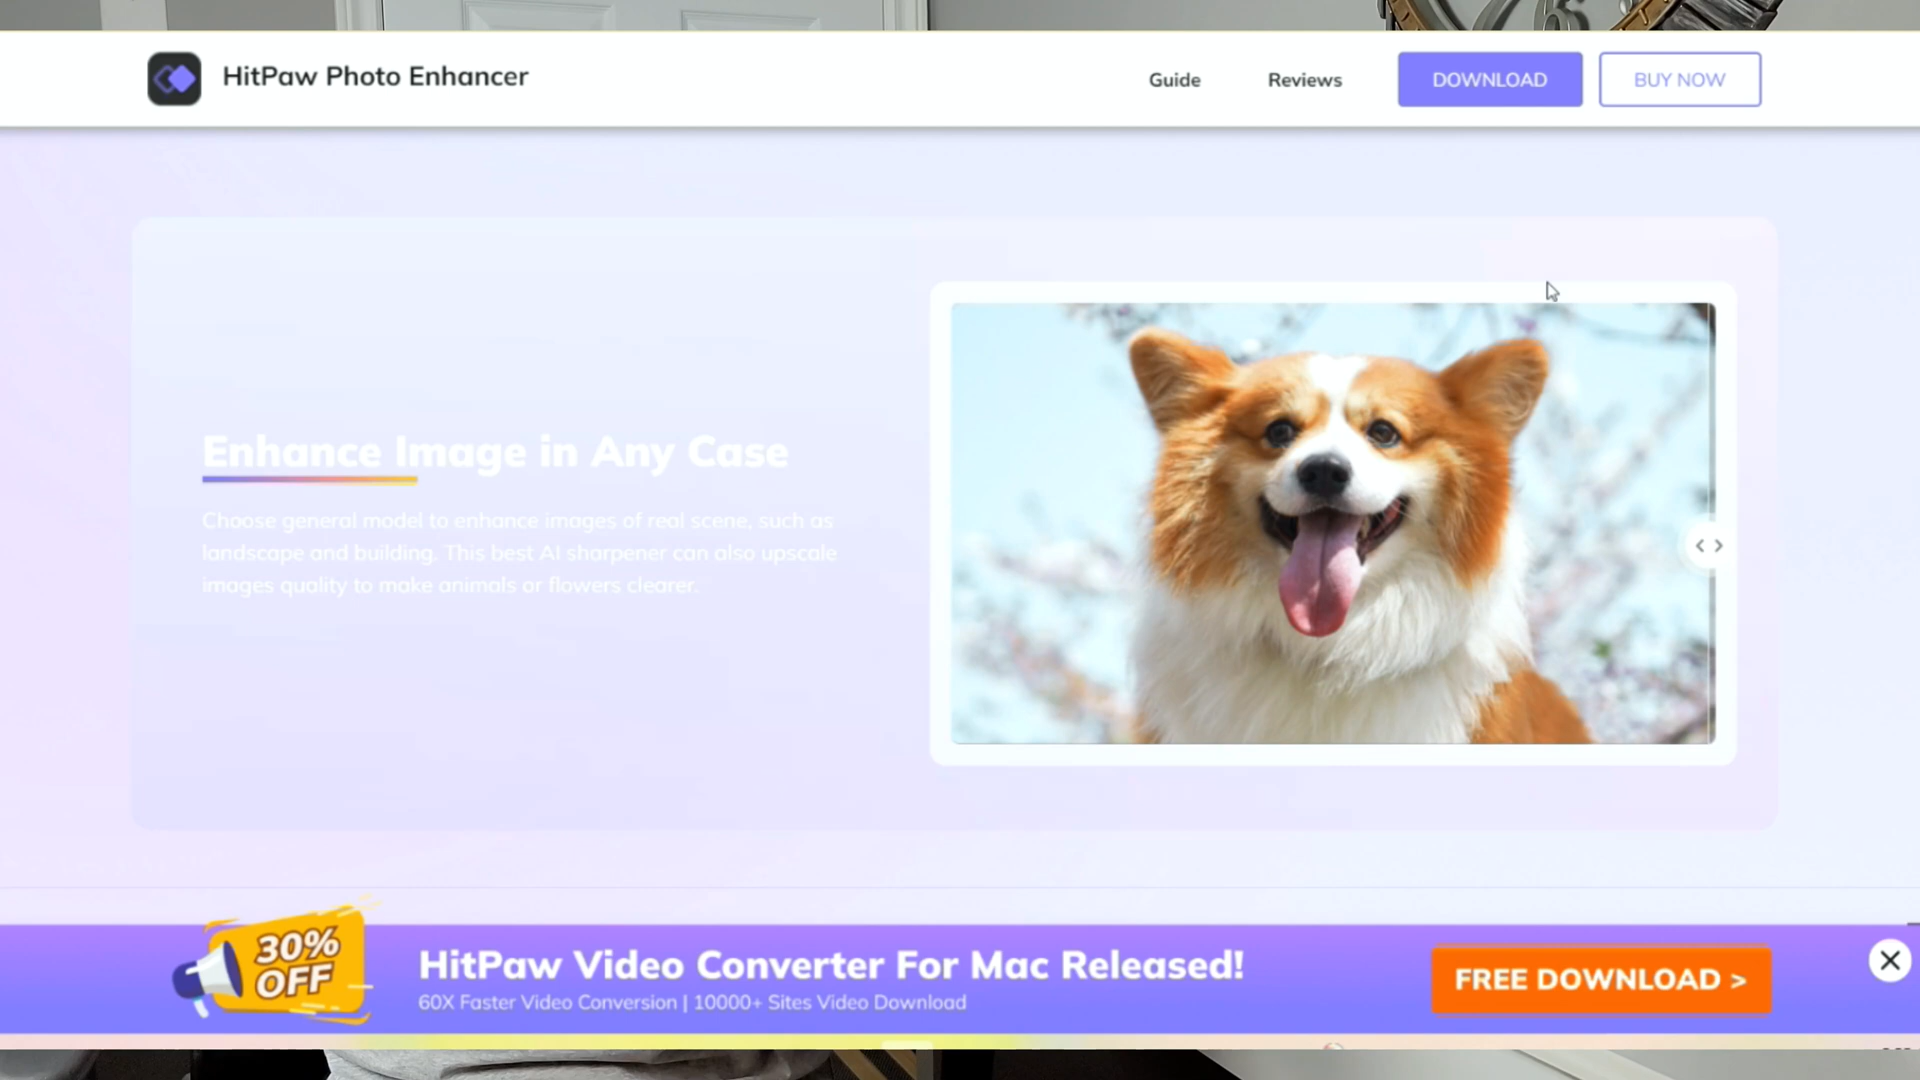 HitPaw Photo Enhancer
Guide
Reviews
DOWNLOAD
BUY NOW
Enhance Image in Any Case
Choose general model to enhance images of real scene, such as
landscape and building. This best AI sharpener can also upscale
images quality to make animals or flowers clearer.
30%
OFF
HitPaw Video Converter For Mac Released!
60X Faster Video Conversion | 10000+ Sites Video Download
FREE DOWNLOAD >